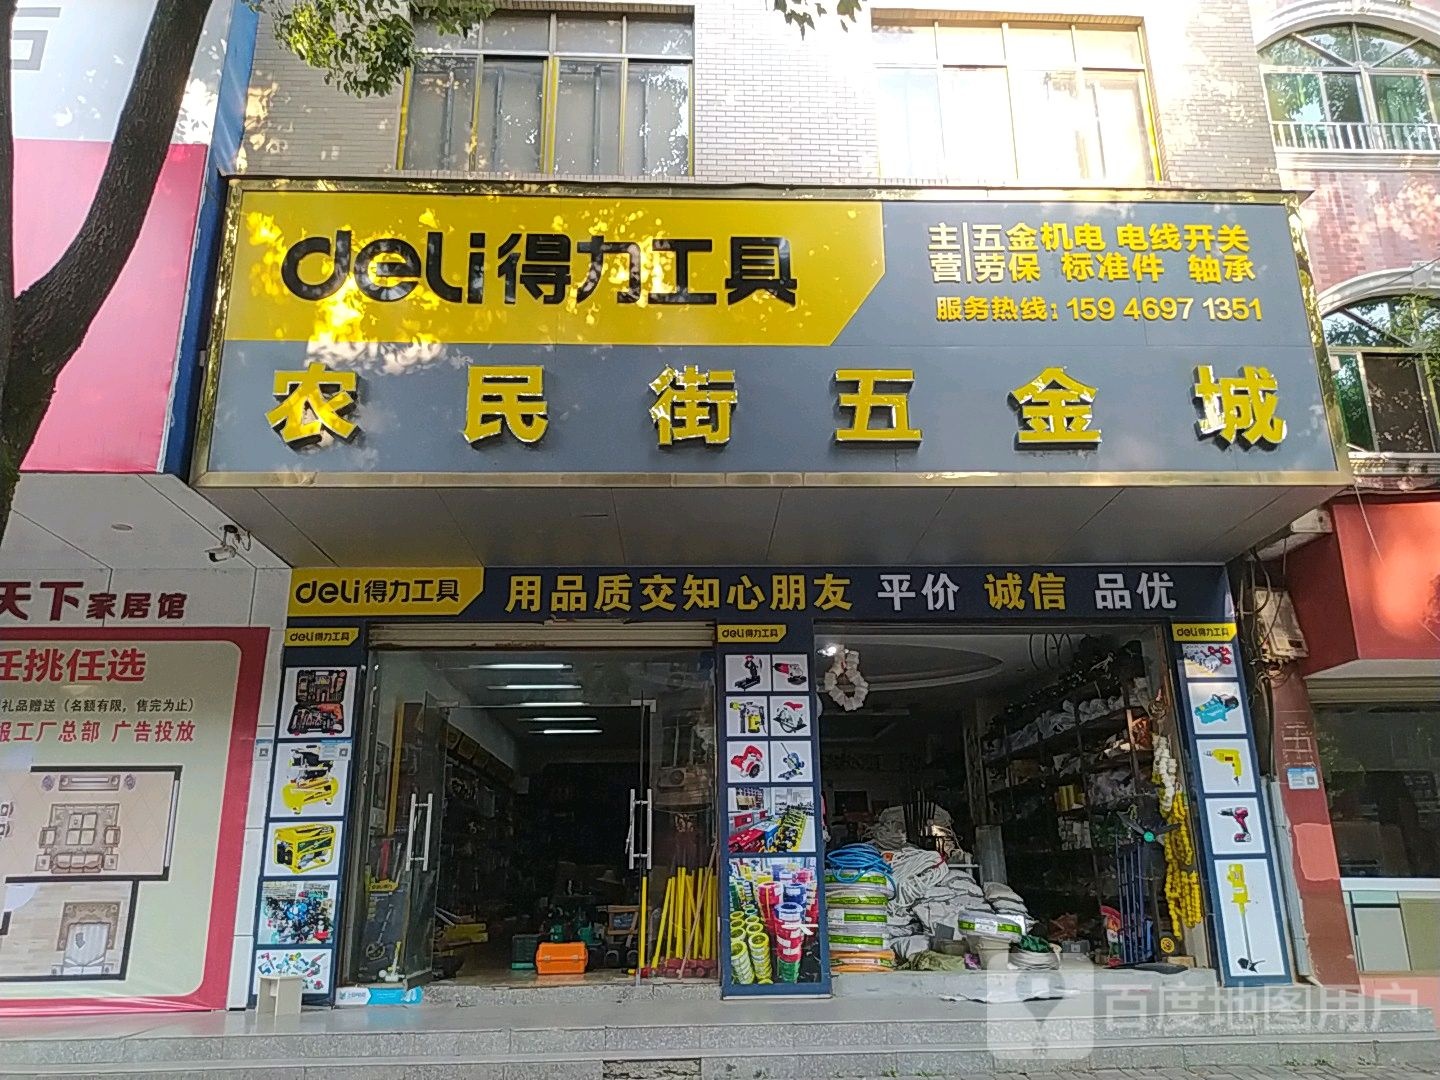 deli得力工具
主营 五金机电 电线开关
劳保 标准件 轴承
服务热线：159 4697 1351
农民街五金城
deli得力工具 用品质交知心朋友 平价 诚信 品优
deli得力工具
deli得力工具
deli得力工具
天下家居馆
任挑任选
礼品赠送（名额有限，售完为止）
工厂总部 广告投放
百度地图用户